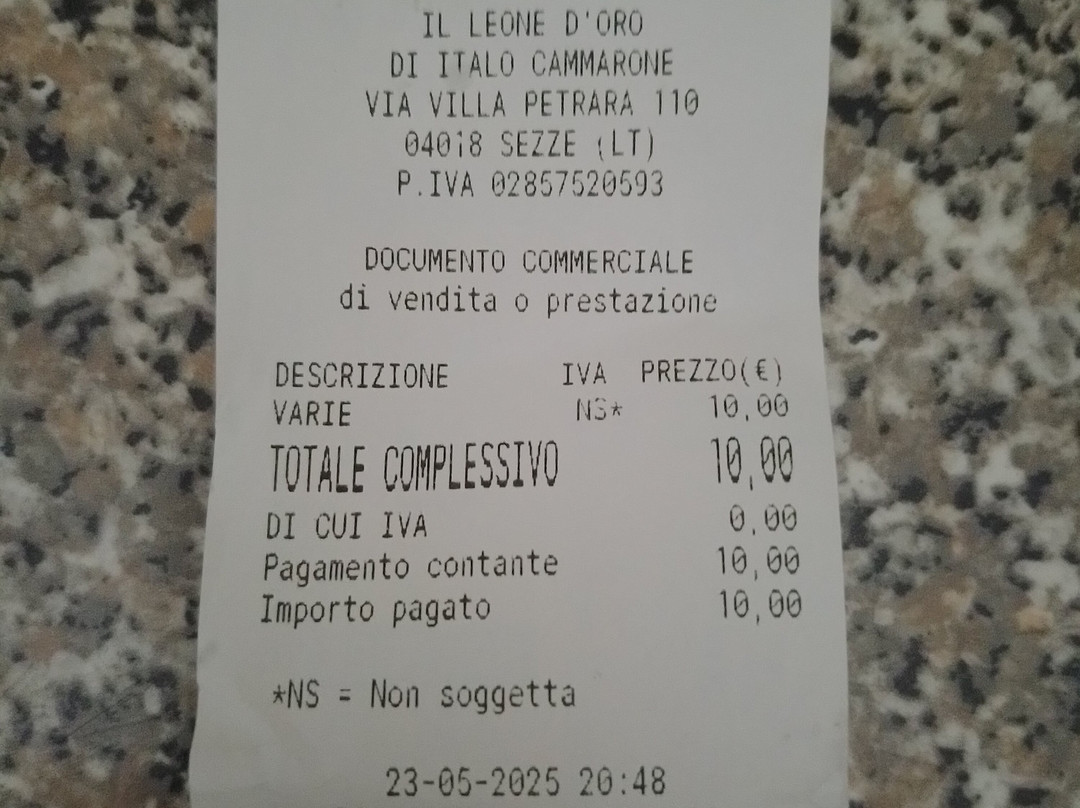 IL LEONE D'ORO
DI ITALO CAMMARONE
VIA VILLA PETRARA 110
04018 SEZZE (LT)
P.IVA 02857520593
DOCUMENTO COMMERCIALE
di vendita o prestazione
DESCRIZIONE IVA PREZZO(€)
VARIE NS* 10,00
TOTALE COMPLESSIVO 10,00
DI CUI IVA 0,00
Pagamento contante 10,00
Importo pagato 10,00
*NS = Non soggetta
23-05-2025 20:48